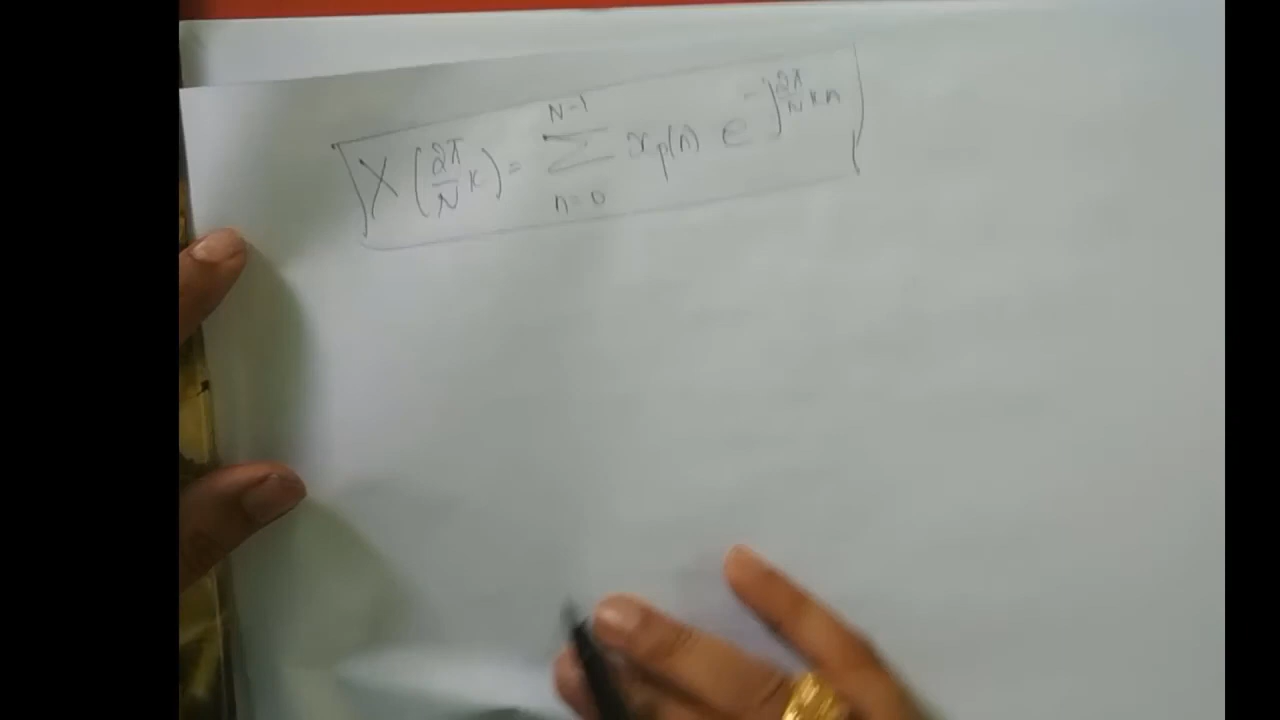 X(2π/N k) = Σ_{n=0}^{N-1} x_p(n) e^{-j 2π/N kn}